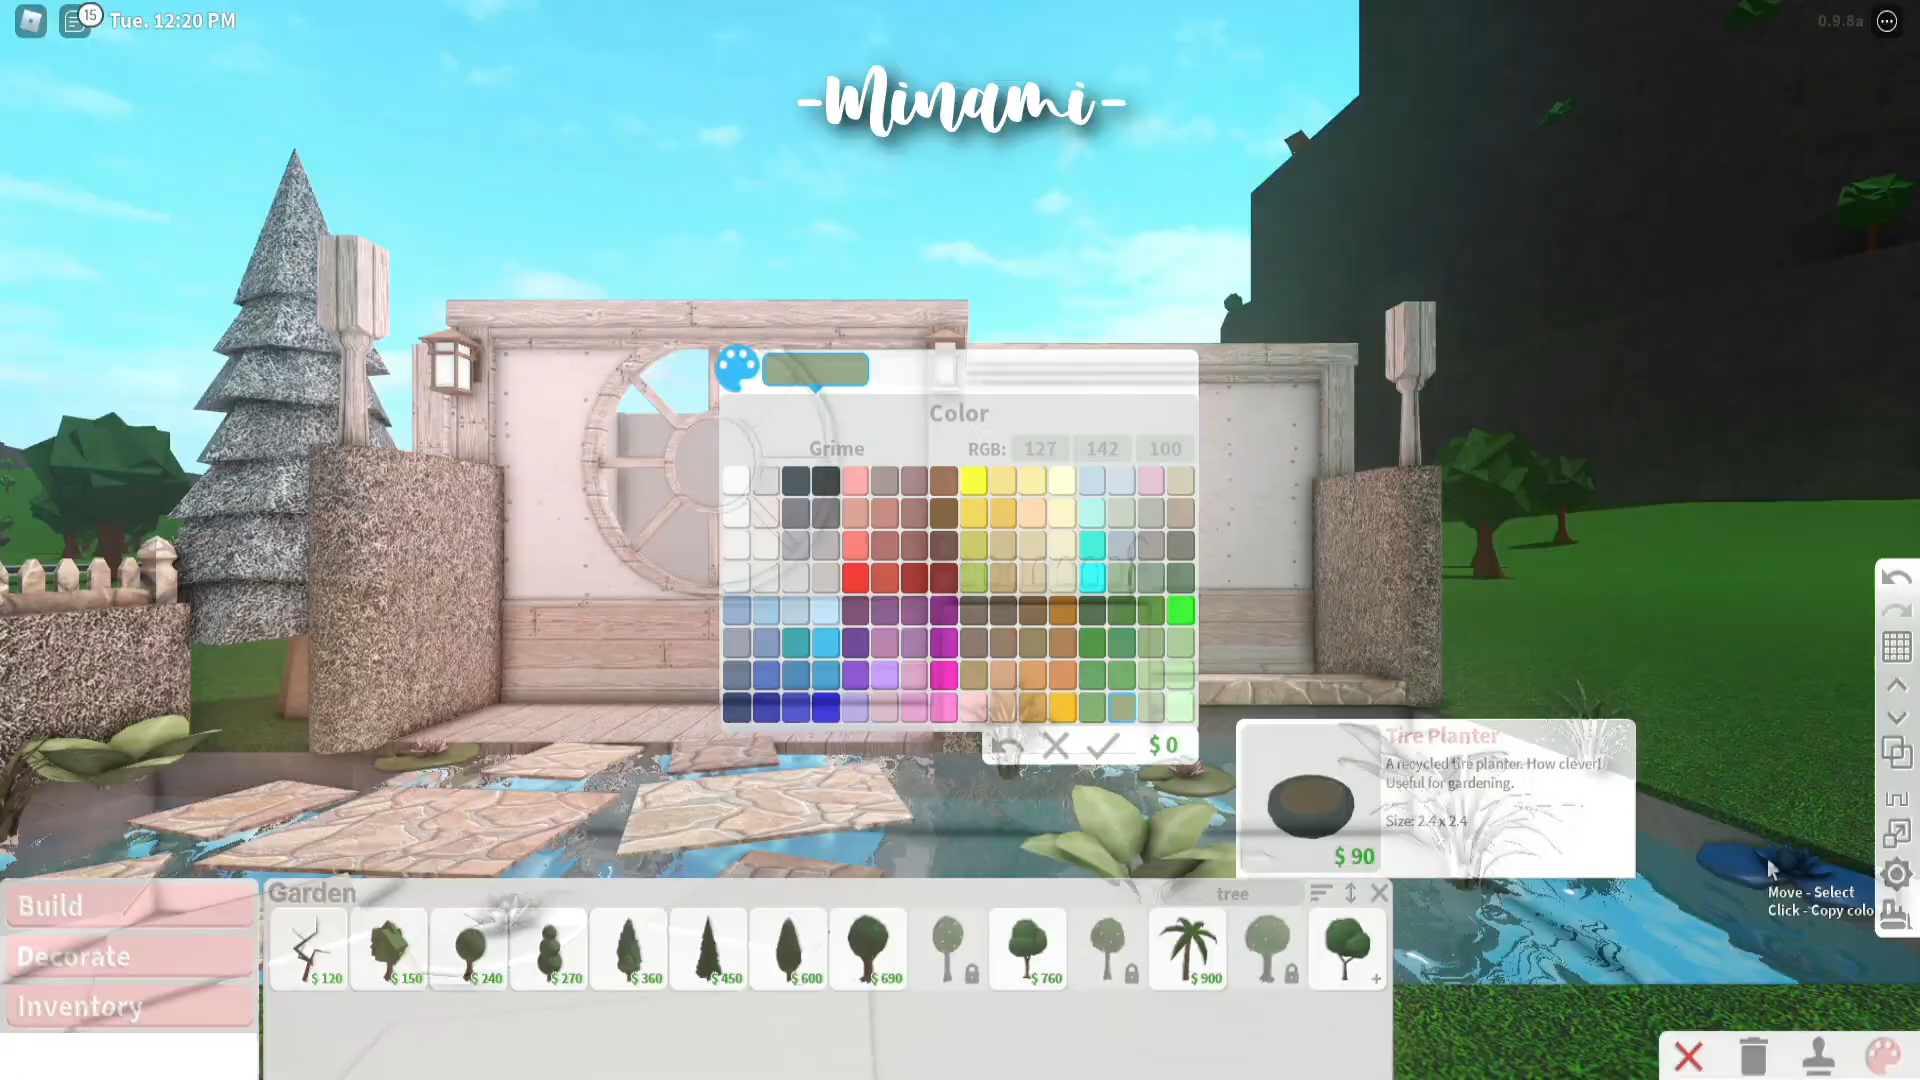 15
Tue. 12:20 PM
0.9.8a
-Minami-
Color
Grime
RGB: 127 142 100
$ 0
Tire Planter
A recycled tire planter. How clever!
Useful for gardening.
Size: 2.4 x 2.4
$ 90
Move - Select
Click - Copy colo
Build
Decorate
Inventory
Garden
tree
$ 120
$ 150
$ 240
$ 270
$ 360
$ 450
$ 600
$ 690
$ 760
$ 900
+